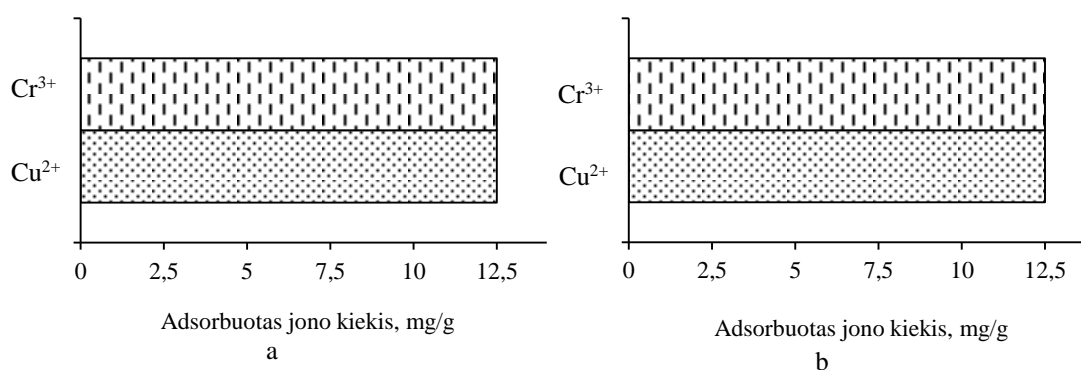 Cr³⁺
Cu²⁺
0 2,5 5 7,5 10 12,5
Adsorbuotas jono kiekis, mg/g
a
Cr³⁺
Cu²⁺
0 2,5 5 7,5 10 12,5
Adsorbuotas jono kiekis, mg/g
b